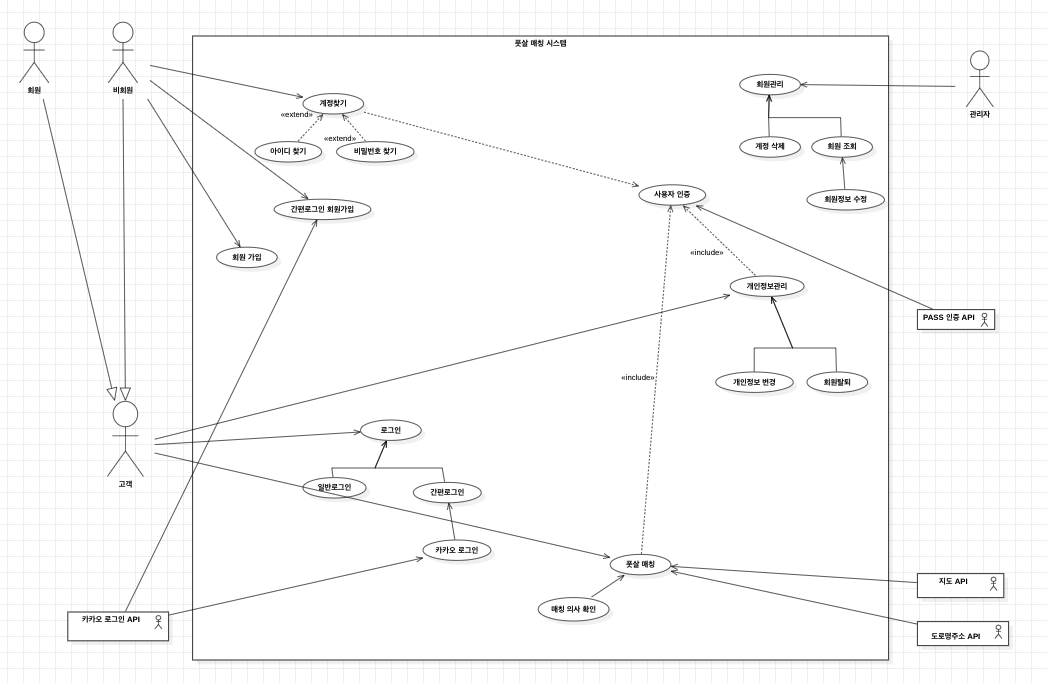 풋살 매칭 시스템
회원
비회원
관리자
회원관리
계정찾기
«extend»
«extend»
아이디 찾기
비밀번호 찾기
계정 삭제
회원 조회
사용자 인증
회원정보 수정
간편로그인 회원가입
회원 가입
«include»
개인정보관리
PASS 인증 API
«include»
개인정보 변경
회원탈퇴
로그인
고객
일반로그인
간편로그인
카카오 로그인
풋살 매칭
지도 API
매칭 의사 확인
카카오 로그인 API
도로명주소 API